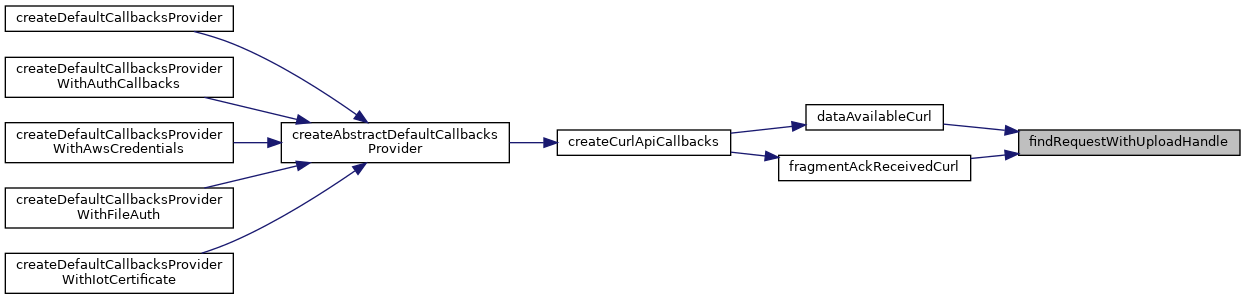 createDefaultCallbacksProvider
createDefaultCallbacksProvider
WithAuthCallbacks
createDefaultCallbacksProvider
WithAwsCredentials
createDefaultCallbacksProvider
WithFileAuth
createDefaultCallbacksProvider
WithIotCertificate
createAbstractDefaultCallbacks
Provider
createCurlApiCallbacks
dataAvailableCurl
fragmentAckReceivedCurl
findRequestWithUploadHandle